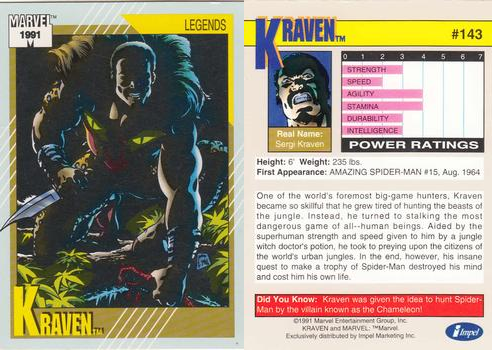 MARVEL™
1991
LEGENDS
KRAVEN™
KRAVEN™
#143
0 1 2 3 4 5 6 7
STRENGTH
SPEED
AGILITY
STAMINA
DURABILITY
INTELLIGENCE
POWER RATINGS
Real Name:
Sergi Kraven
Height: 6' Weight: 235 lbs.
First Appearance: AMAZING SPIDER-MAN #15, Aug. 1964
One of the world's foremost big-game hunters, Kraven
became so skillful that he grew tired of hunting the beasts
of the jungle. Instead, he turned to stalking the most
dangerous game of all--human beings. Aided by the
superhuman strength and speed given to him by a jungle
witch doctor's potion, he took to preying upon the citizens
of the world's urban jungles. In the end, however, his insane
quest to make a trophy of Spider-Man destroyed his mind
and cost him his own life.
Did You Know: Kraven was given the idea to hunt Spider-
Man by the villain known as the Chameleon!
©1991 Marvel Entertainment Group, Inc.
KRAVEN and MARVEL: ™Marvel.
Exclusively distributed by Impel Marketing Inc.
Impel